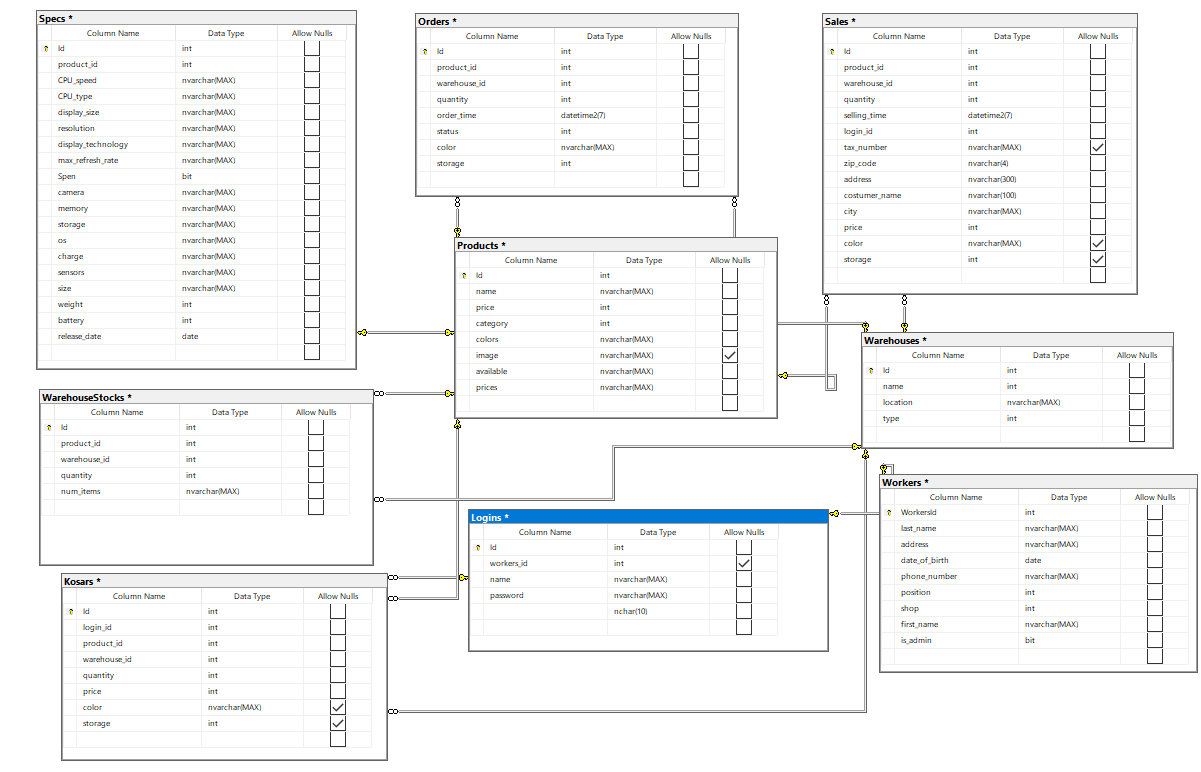 Specs *
Column Name Data Type Allow Nulls
Id int
product_id int
CPU_speed nvarchar(MAX)
CPU_type nvarchar(MAX)
display_size nvarchar(MAX)
resolution nvarchar(MAX)
display_technology nvarchar(MAX)
max_refresh_rate nvarchar(MAX)
Spen bit
camera nvarchar(MAX)
memory nvarchar(MAX)
storage nvarchar(MAX)
os nvarchar(MAX)
charge nvarchar(MAX)
sensors nvarchar(MAX)
size nvarchar(MAX)
weight int
battery int
release_date date
Orders *
Column Name Data Type Allow Nulls
Id int
product_id int
warehouse_id int
quantity int
order_time datetime2(7)
status int
color nvarchar(MAX)
storage int
Sales *
Column Name Data Type Allow Nulls
Id int
product_id int
warehouse_id int
quantity int
selling_time datetime2(7)
login_id int
tax_number nvarchar(MAX)
zip_code nvarchar(4)
address nvarchar(300)
costumer_name nvarchar(100)
city nvarchar(MAX)
price int
color nvarchar(MAX)
storage int
Products *
Column Name Data Type Allow Nulls
Id int
name nvarchar(MAX)
price int
category int
colors nvarchar(MAX)
image nvarchar(MAX)
available nvarchar(MAX)
prices nvarchar(MAX)
Warehouses *
Column Name Data Type Allow Nulls
Id int
name int
location nvarchar(MAX)
type int
WarehouseStocks *
Column Name Data Type Allow Nulls
Id int
product_id int
warehouse_id int
quantity int
num_items nvarchar(MAX)
Workers *
Column Name Data Type Allow Nulls
WorkersId int
last_name nvarchar(MAX)
address nvarchar(MAX)
date_of_birth date
phone_number nvarchar(MAX)
position int
shop int
first_name nvarchar(MAX)
is_admin bit
Logins *
Column Name Data Type Allow Nulls
Id int
workers_id int
name nvarchar(MAX)
password nvarchar(MAX)
nchar(10)
Kosars *
Column Name Data Type Allow Nulls
Id int
login_id int
product_id int
warehouse_id int
quantity int
price int
color nvarchar(MAX)
storage int